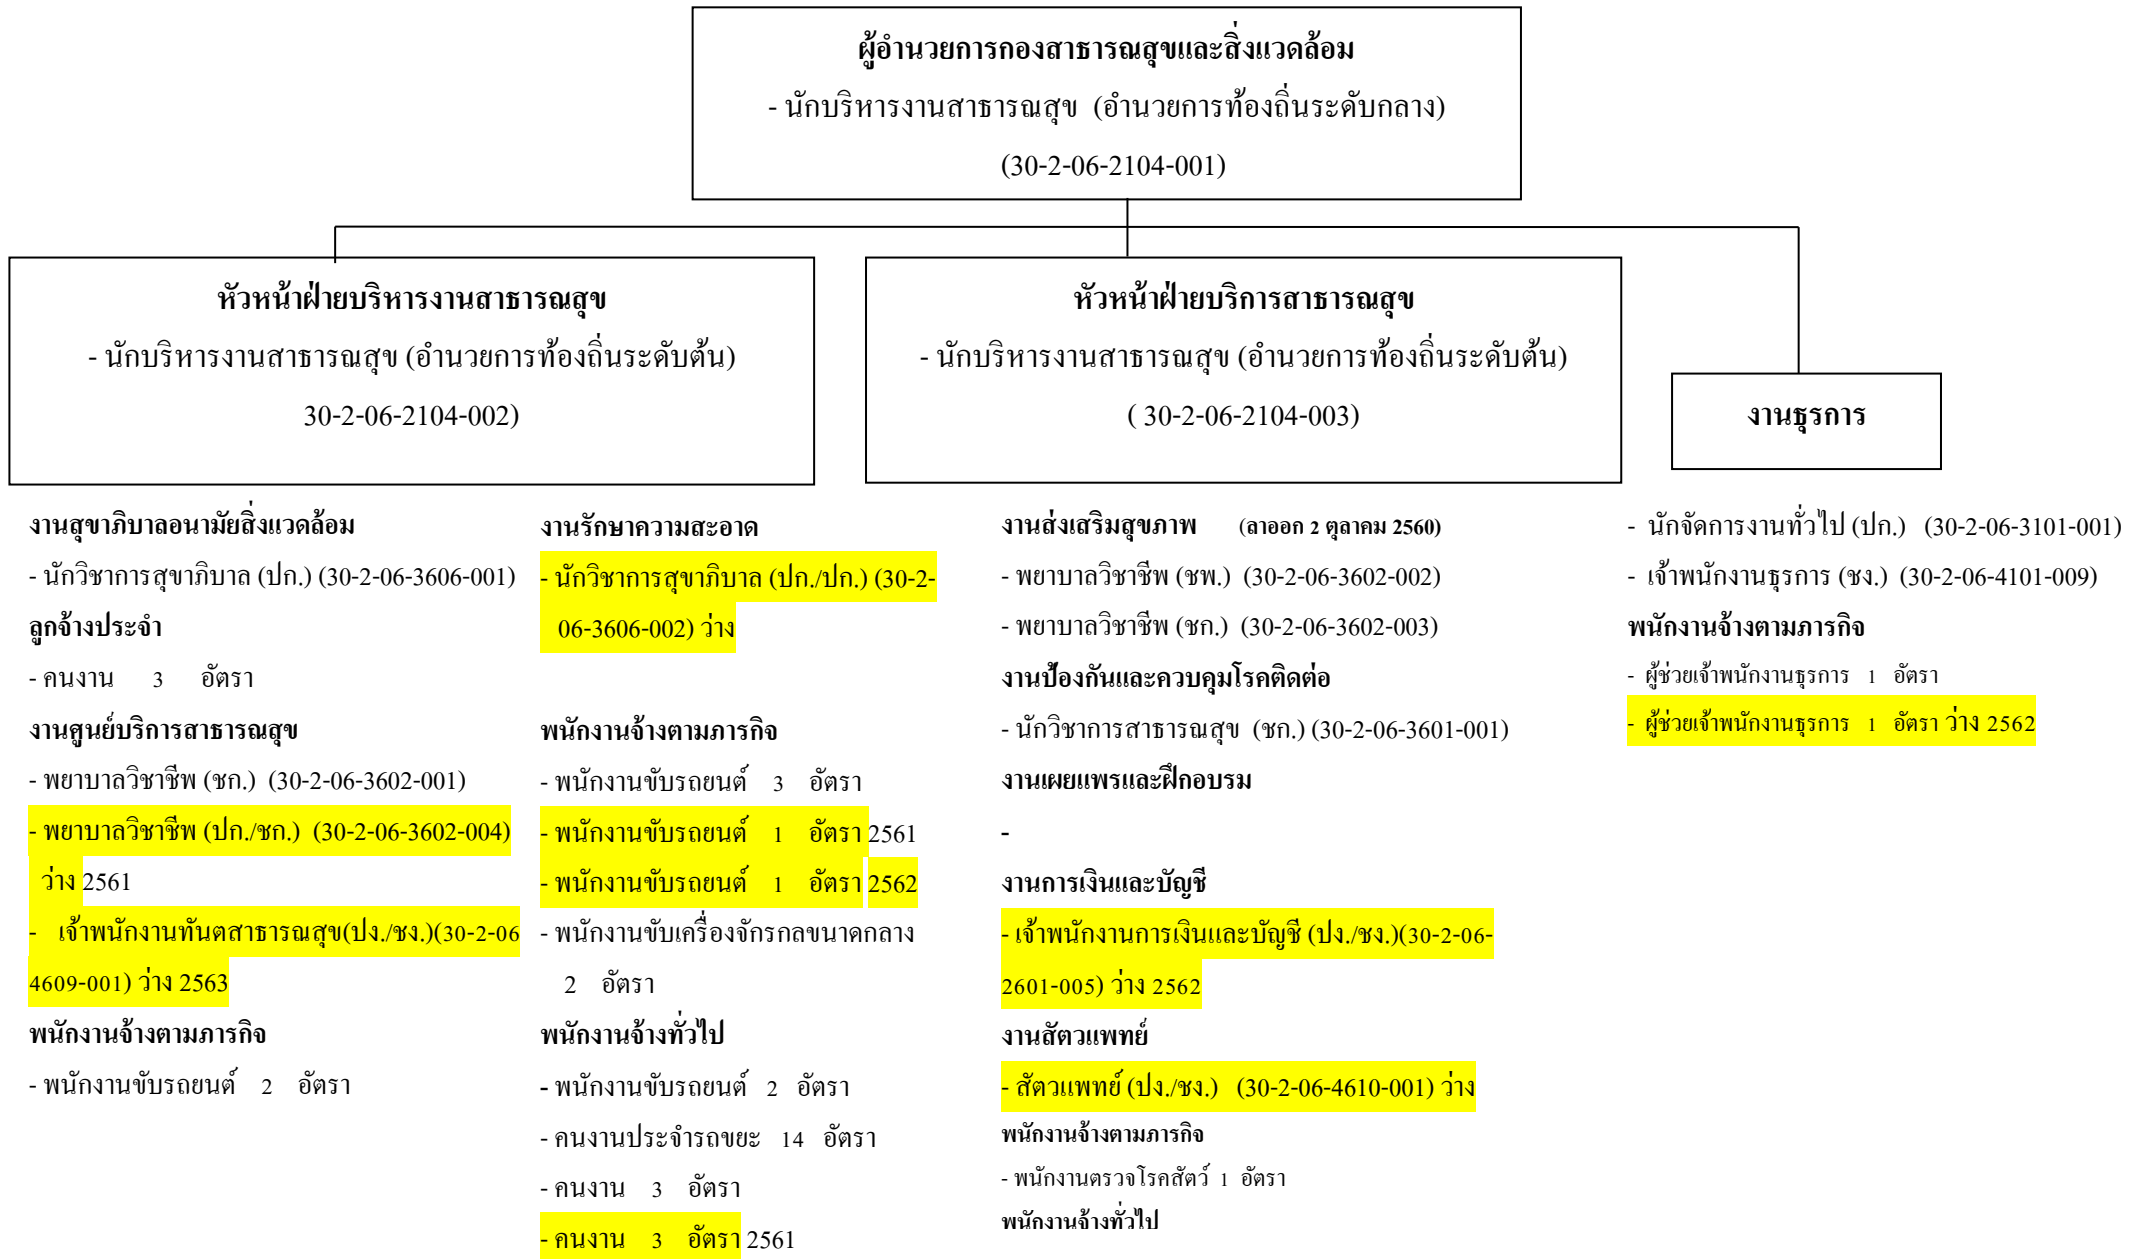 ผู้อำนวยการกองสาธารณสุขและสิ่งแวดล้อม
- นักบริหารงานสาธารณสุข (อำนวยการท้องถิ่นระดับกลาง)
(30-2-06-2104-001)
หัวหน้าฝ่ายบริหารงานสาธารณสุข
- นักบริหารงานสาธารณสุข (อำนวยการท้องถิ่นระดับต้น)
30-2-06-2104-002)
หัวหน้าฝ่ายบริการสาธารณสุข
- นักบริหารงานสาธารณสุข (อำนวยการท้องถิ่นระดับต้น)
( 30-2-06-2104-003)
งานธุรการ
งานสุขาภิบาลอนามัยสิ่งแวดล้อม
- นักวิชาการสุขาภิบาล (ปก.) (30-2-06-3606-001)
ลูกจ้างประจำ
- คนงาน 3 อัตรา
งานศูนย์บริการสาธารณสุข
- พยาบาลวิชาชีพ (ชก.) (30-2-06-3602-001)
- พยาบาลวิชาชีพ (ปก./ชก.) (30-2-06-3602-004)
ว่าง 2561
- เจ้าพนักงานทันตสาธารณสุข(ปง./ชง.)(30-2-06
4609-001) ว่าง 2563
พนักงานจ้างตามภารกิจ
- พนักงานขับรถยนต์ 2 อัตรา
งานรักษาความสะอาด
- นักวิชาการสุขาภิบาล (ปก./ปก.) (30-2-
06-3606-002) ว่าง
พนักงานจ้างตามภารกิจ
- พนักงานขับรถยนต์ 3 อัตรา
- พนักงานขับรถยนต์ 1 อัตรา 2561
- พนักงานขับรถยนต์ 1 อัตรา 2562
- พนักงานขับเครื่องจักรกลขนาดกลาง
2 อัตรา
พนักงานจ้างทั่วไป
- พนักงานขับรถยนต์ 2 อัตรา
- คนงานประจำรถขยะ 14 อัตรา
- คนงาน 3 อัตรา
- คนงาน 3 อัตรา 2561
งานส่งเสริมสุขภาพ (ลาออก 2 ตุลาคม 2560)
- พยาบาลวิชาชีพ (ชพ.) (30-2-06-3602-002)
- พยาบาลวิชาชีพ (ชก.) (30-2-06-3602-003)
งานป้องกันและควบคุมโรคติดต่อ
- นักวิชาการสาธารณสุข (ชก.) (30-2-06-3601-001)
งานเผยแพรและฝึกอบรม
-
งานการเงินและบัญชี
- เจ้าพนักงานการเงินและบัญชี (ปง./ชง.)(30-2-06-
2601-005) ว่าง 2562
งานสัตวแพทย์
- สัตวแพทย์ (ปง./ชง.) (30-2-06-4610-001) ว่าง
พนักงานจ้างตามภารกิจ
- พนักงานตรวจโรคสัตว์ 1 อัตรา
พนักงานจ้างทั่วไป
- นักจัดการงานทั่วไป (ปก.) (30-2-06-3101-001)
- เจ้าพนักงานธุรการ (ชง.) (30-2-06-4101-009)
พนักงานจ้างตามภารกิจ
- ผู้ช่วยเจ้าพนักงานธุรการ 1 อัตรา
- ผู้ช่วยเจ้าพนักงานธุรการ 1 อัตรา ว่าง 2562